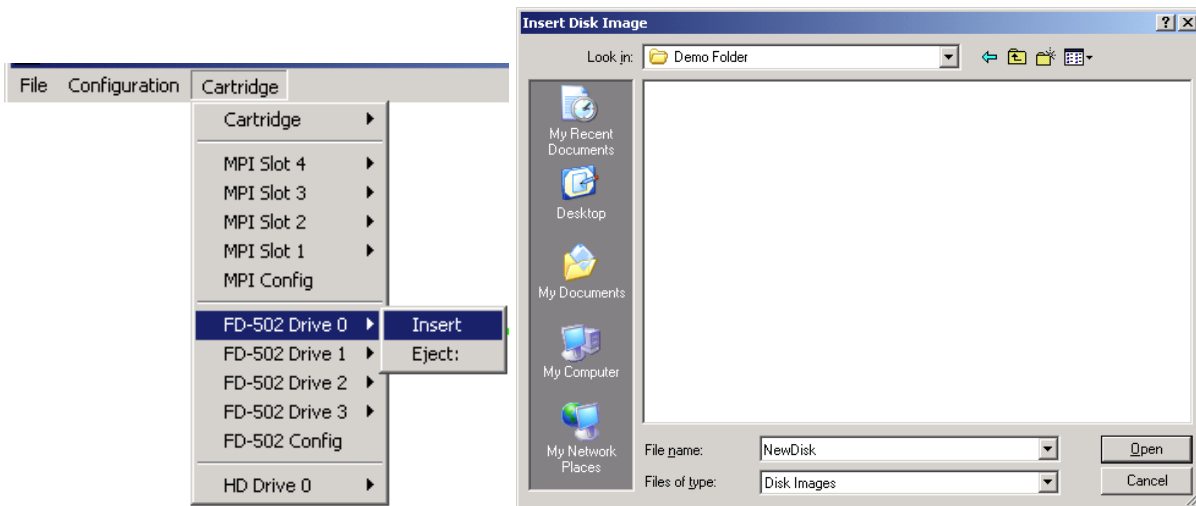 File Configuration Cartridge
Cartridge
MPI Slot 4
MPI Slot 3
MPI Slot 2
MPI Slot 1
MPI Config
FD-502 Drive 0
Insert
FD-502 Drive 1
Eject:
FD-502 Drive 2
FD-502 Drive 3
FD-502 Config
HD Drive 0
Insert Disk Image
Look in: Demo Folder
My Recent
Documents
Desktop
My Documents
My Computer
My Network
Places
File name: NewDisk Open
Files of type: Disk Images Cancel